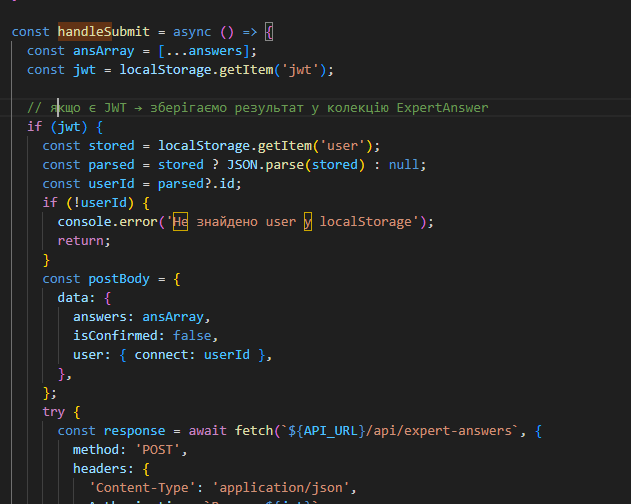 const handleSubmit = async () => {
const ansArray = [...answers];
const jwt = localStorage.getItem('jwt');
// якщо є JWT → зберігаємо результат у колекцію ExpertAnswer
if (jwt) {
const stored = localStorage.getItem('user');
const parsed = stored ? JSON.parse(stored) : null;
const userId = parsed?.id;
if (!userId) {
console.error('Не знайдено user у localStorage');
return;
}
const postBody = {
data: {
answers: ansArray,
isConfirmed: false,
user: { connect: userId },
},
};
try {
const response = await fetch(`${API_URL}/api/expert-answers`, {
method: 'POST',
headers: {
'Content-Type': 'application/json',